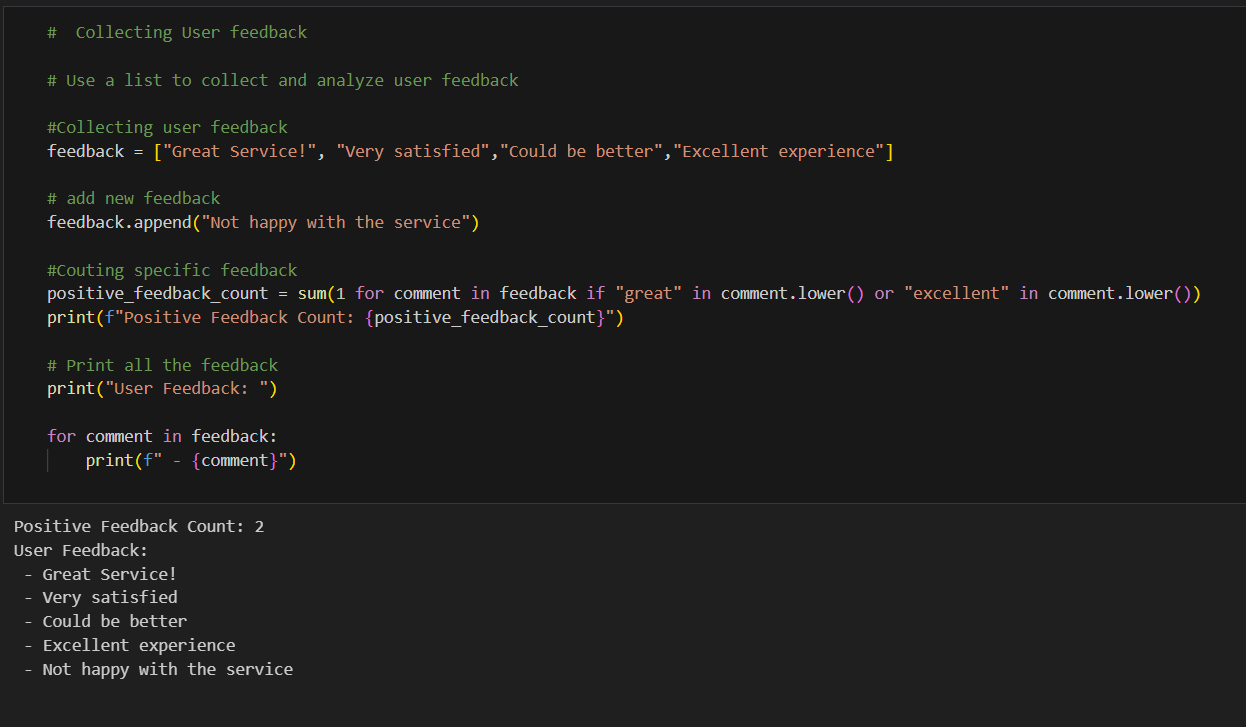 #  Collecting User feedback
# Use a list to collect and analyze user feedback
#Collecting user feedback
feedback = ["Great Service!", "Very satisfied","Could be better","Excellent experience"]
# add new feedback
feedback.append("Not happy with the service")
#Couting specific feedback
positive_feedback_count = sum(1 for comment in feedback if "great" in comment.lower() or "excellent" in comment.lower())
print(f"Positive Feedback Count: {positive_feedback_count}")
# Print all the feedback
print("User Feedback: ")
for comment in feedback:
    print(f" - {comment}")
Positive Feedback Count: 2
User Feedback:
 - Great Service!
 - Very satisfied
 - Could be better
 - Excellent experience
 - Not happy with the service